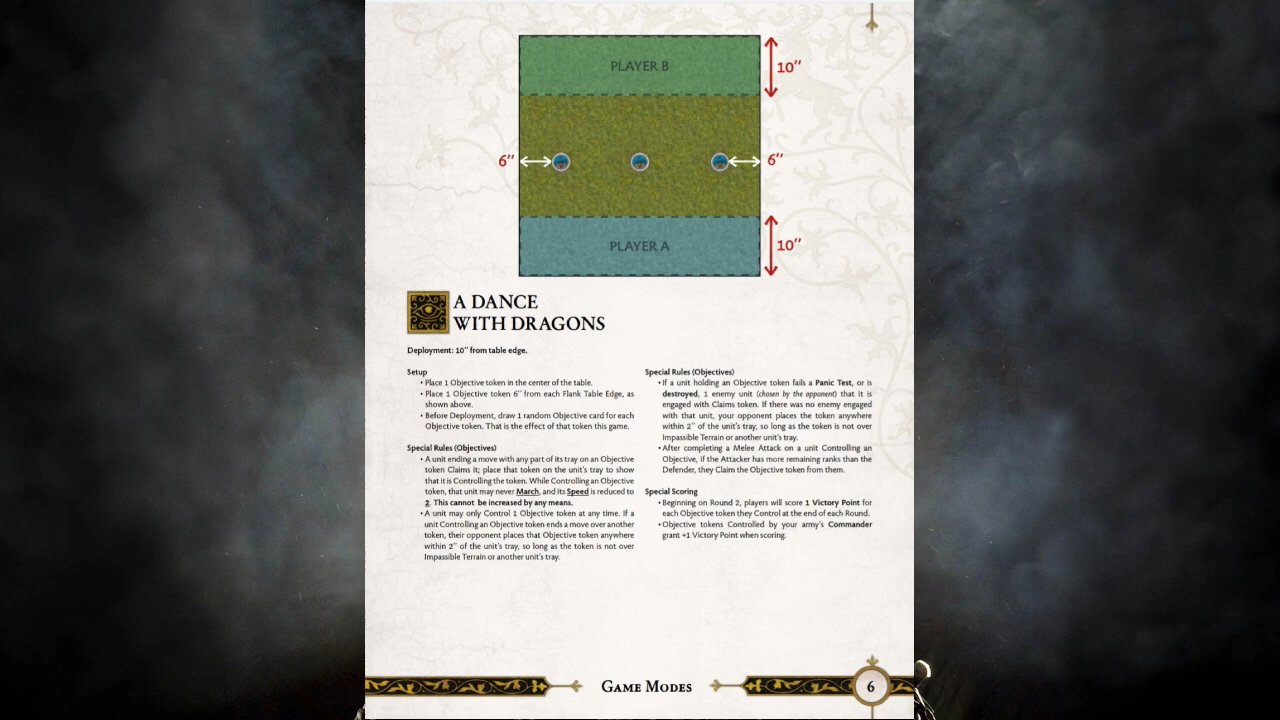 PLAYER B
10"
6"
6"
PLAYER A
10"
A DANCE
WITH DRAGONS
Deployment: 10" from table edge.
Setup
• Place 1 Objective token in the center of the table.
• Place 1 Objective token 6" from each Flank Table Edge, as
shown above.
• Before Deployment, draw 1 random Objective card for each
Objective token. That is the effect of that token this game.
Special Rules (Objectives)
• A unit ending a move with any part of its tray on an Objective
token Claims it; place that token on the unit's tray to show
that it is Controlling the token. While Controlling an Objective
token, that unit may never March, and its Speed is reduced to
2. This cannot be increased by any means.
• A unit may only Control 1 Objective token at any time. If a
unit Controlling an Objective token ends a move over another
token, their opponent places that Objective token anywhere
within 2" of the unit's tray, so long as the token is not over
Impassible Terrain or another unit's tray.
Special Rules (Objectives)
• If a unit holding an Objective token fails a Panic Test, or is
destroyed, 1 enemy unit (chosen by the opponent) that it is
engaged with Claims token. If there was no enemy engaged
with that unit, your opponent places the token anywhere
within 2" of the unit's tray, so long as the token is not over
Impassible Terrain or another unit's tray.
• After completing a Melee Attack on a unit Controlling an
Objective, if the Attacker has more remaining ranks than the
Defender, they Claim the Objective token from them.
Special Scoring
• Beginning on Round 2, players will score 1 Victory Point for
each Objective token they Control at the end of each Round.
• Objective tokens Controlled by your army's Commander
grant +1 Victory Point when scoring.
GAME MODES
6